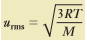 u_rms = √(3RT/M)